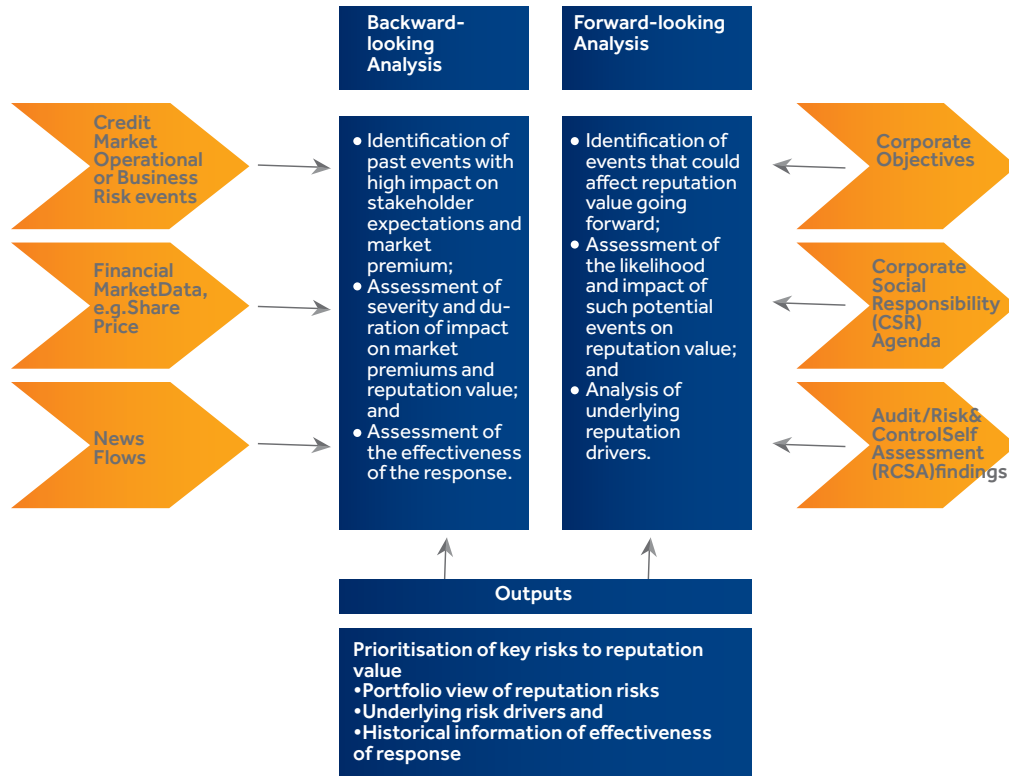 Backward-
looking
Analysis
Forward-looking
Analysis
Credit
Market
Operational
or Business
Risk events
Financial
MarketData,
e.g.Share
Price
News
Flows
• Identification of
past events with
high impact on
stakeholder
expectations and
market
premium;
• Assessment of
severity and du-
ration of impact
on market
premiums and
reputation value;
and
• Assessment of
the effectiveness
of the response.
• Identification of
events that could
affect reputation
value going
forward;
• Assessment of
the likelihood
and impact of
such potential
events on
reputation value;
and
• Analysis of
underlying
reputation
drivers.
Corporate
Objectives
Corporate
Social
Responsibility
(CSR)
Agenda
Audit/Risk&
ControlSelf
Assessment
(RCSA)findings
Outputs
Prioritisation of key risks to reputation
value
•Portfolio view of reputation risks
•Underlying risk drivers and
•Historical information of effectiveness
of response